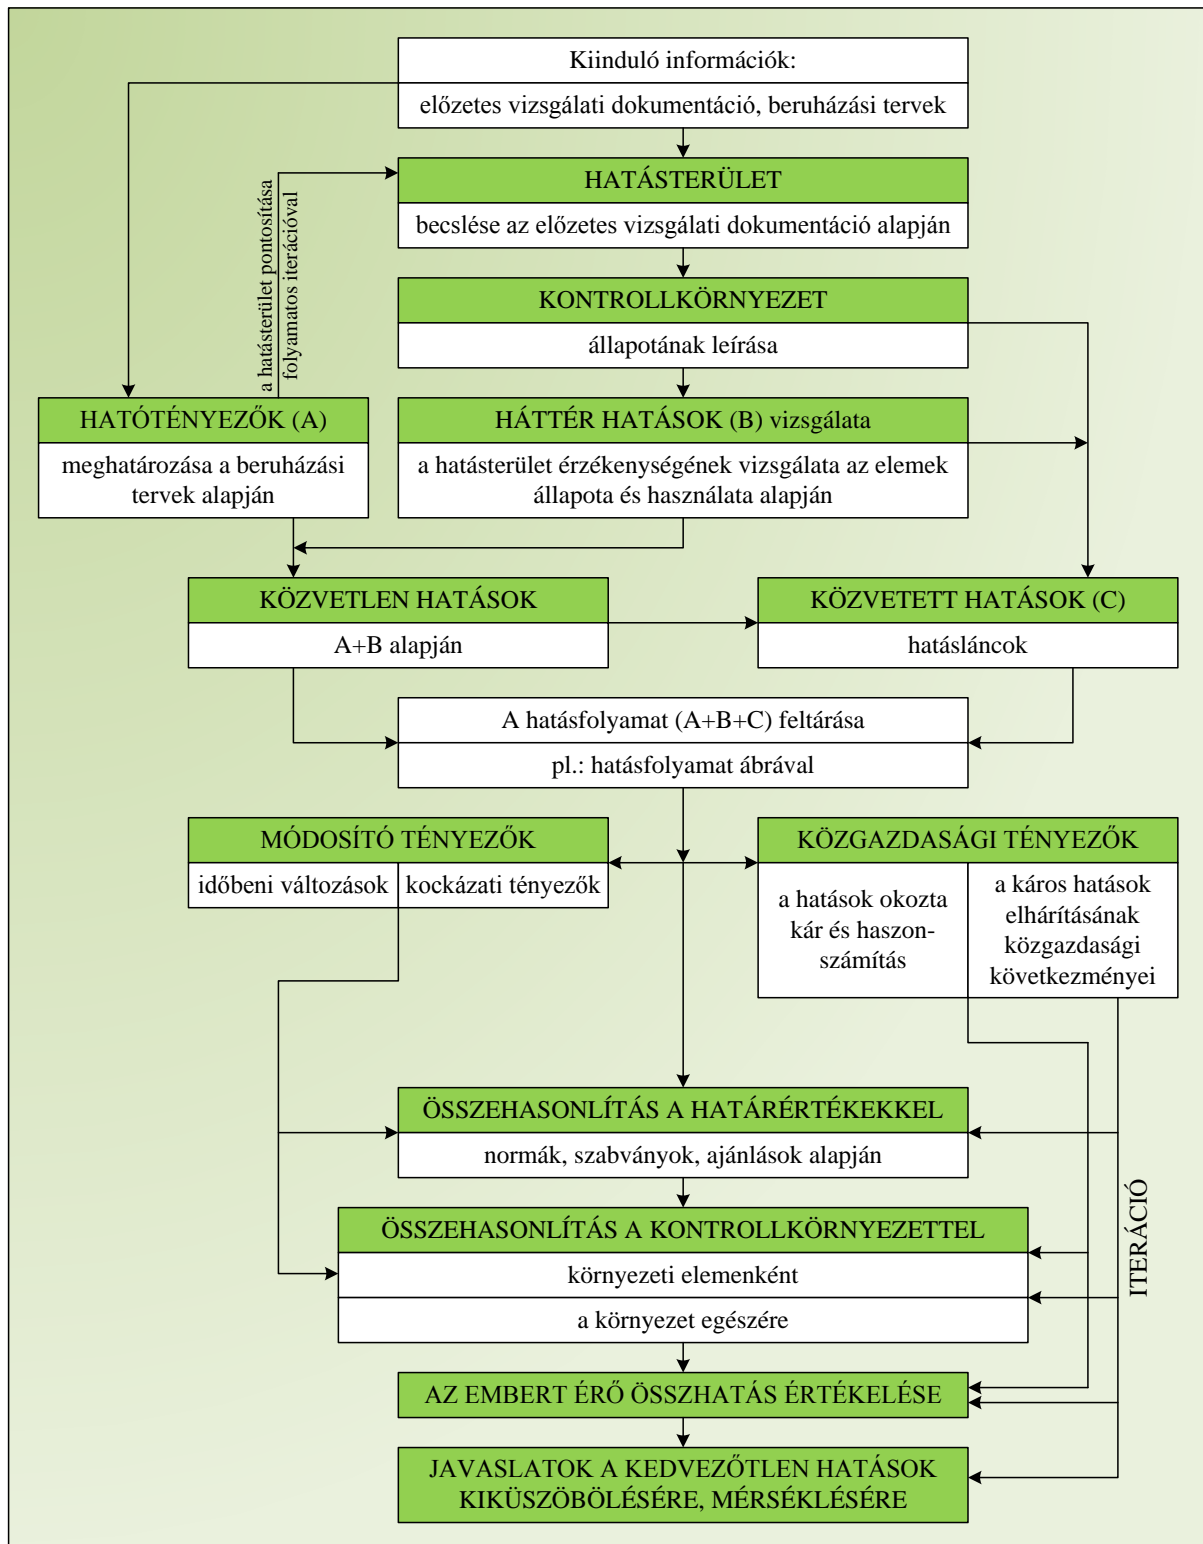 Kiinduló információk:
előzetes vizsgálati dokumentáció, beruházási tervek
HATÁSTERÜLET
becslése az előzetes vizsgálati dokumentáció alapján
a hatásterület pontosítása
folyamatos iterációval
KONTROLLKÖRNYEZET
állapotának leírása
HATÓTÉNYEZŐK (A)
meghatározása a beruházási
tervek alapján
HÁTTÉR HATÁSOK (B) vizsgálata
a hatásterület érzékenységének vizsgálata az elemek
állapota és használata alapján
KÖZVETLEN HATÁSOK
A+B alapján
KÖZVETETT HATÁSOK (C)
hatásláncok
A hatásfolyamat (A+B+C) feltárása
pl.: hatásfolyamat ábrával
MÓDOSÍTÓ TÉNYEZŐK
időbeni változások
kockázati tényezők
KÖZGAZDASÁGI TÉNYEZŐK
a hatások okozta
kár és haszon-
számítás
a káros hatások
elhárításának
közgazdasági
következményei
ÖSSZEHASONLÍTÁS A HATÁRÉRTÉKEKKEL
normák, szabványok, ajánlások alapján
ÖSSZEHASONLÍTÁS A KONTROLLKÖRNYEZETTEL
környezeti elemenként
a környezet egészére
ITERÁCIÓ
AZ EMBERT ÉRŐ ÖSSZHATÁS ÉRTÉKELÉSE
JAVASLATOK A KEDVEZŐTLEN HATÁSOK
KIKÜSZÖBÖLÉSÉRE, MÉRSÉKLÉSÉRE